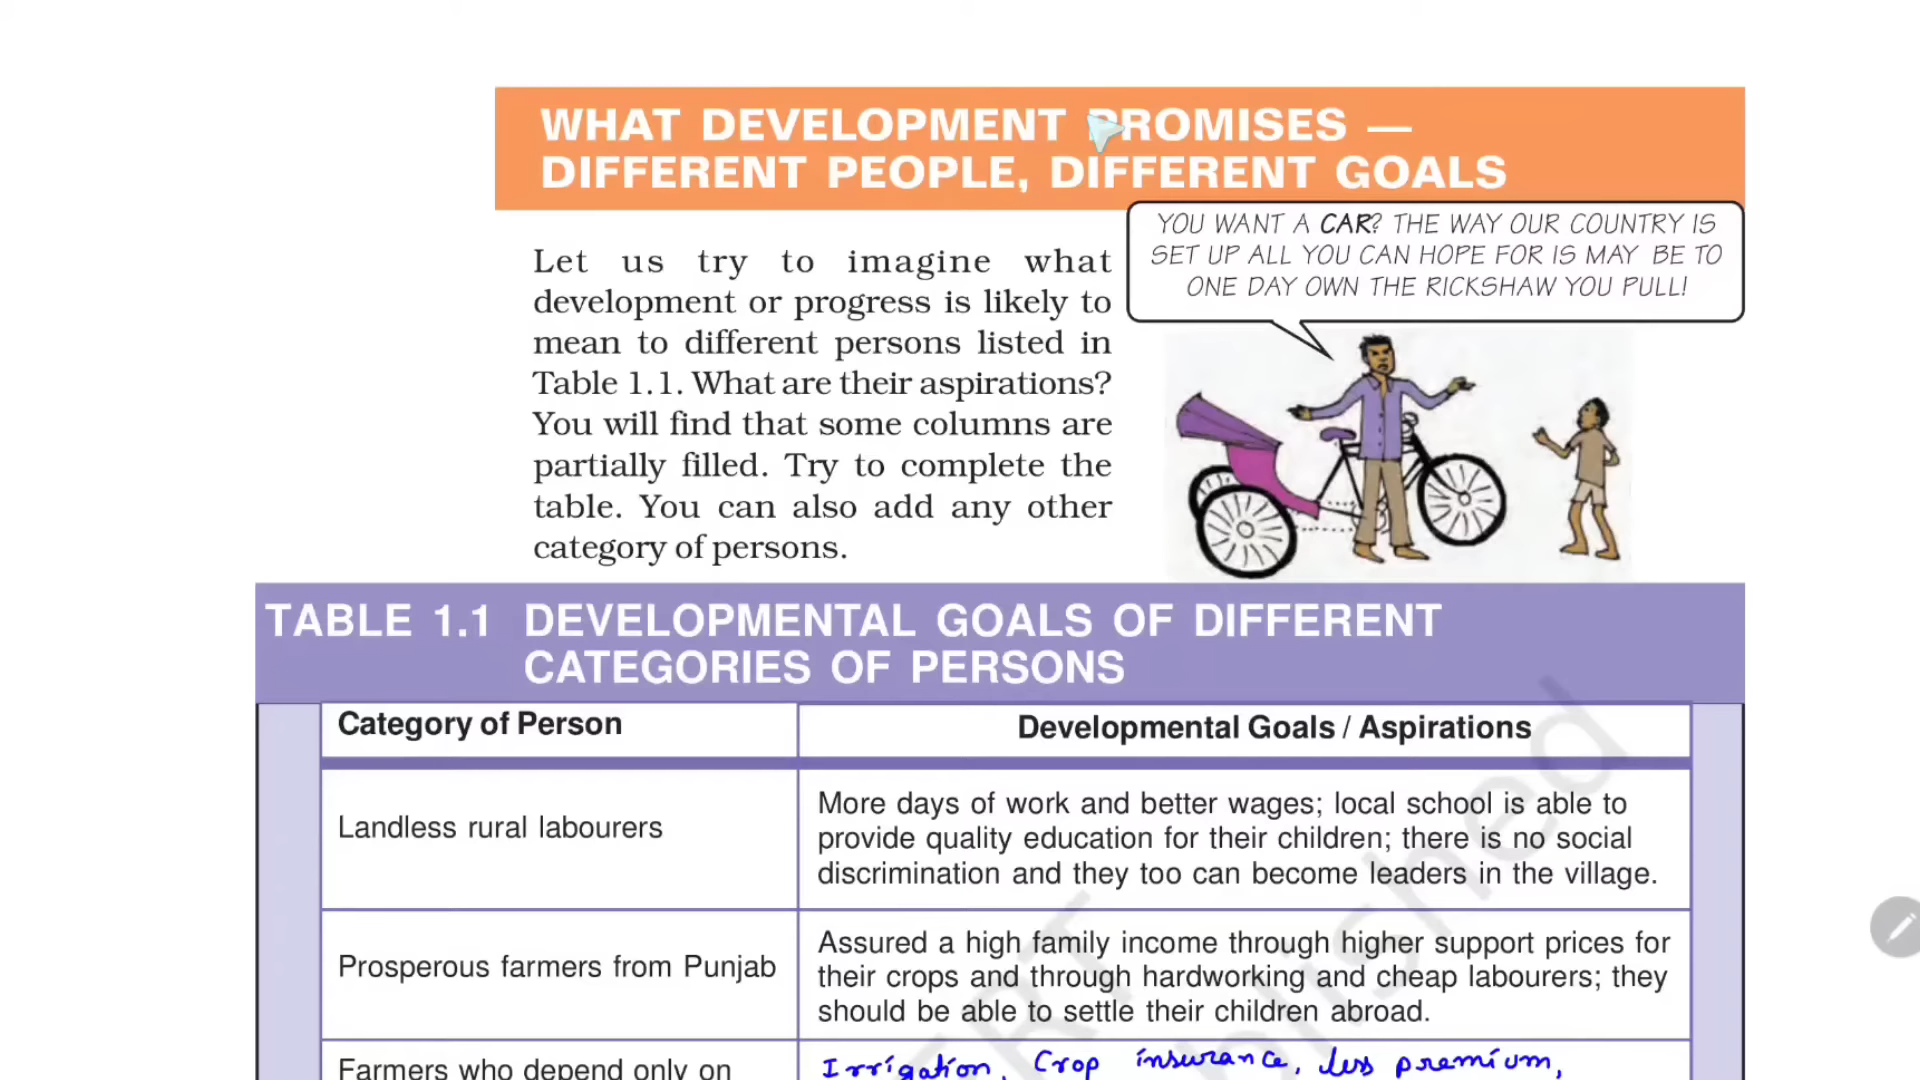 WHAT DEVELOPMENT PROMISES —
DIFFERENT PEOPLE, DIFFERENT GOALS
YOU WANT A CAR? THE WAY OUR COUNTRY IS
SET UP ALL YOU CAN HOPE FOR IS MAY BE TO
ONE DAY OWN THE RICKSHAW YOU PULL!
Let us try to imagine what
development or progress is likely to
mean to different persons listed in
Table 1.1. What are their aspirations?
You will find that some columns are
partially filled. Try to complete the
table. You can also add any other
category of persons.
TABLE 1.1 DEVELOPMENTAL GOALS OF DIFFERENT
CATEGORIES OF PERSONS
Category of Person
Developmental Goals / Aspirations
Landless rural labourers
More days of work and better wages; local school is able to
provide quality education for their children; there is no social
discrimination and they too can become leaders in the village.
Prosperous farmers from Punjab
Assured a high family income through higher support prices for
their crops and through hardworking and cheap labourers; they
should be able to settle their children abroad.
Farmers who depend only on
Irrigation, Crop insurance, less premium,